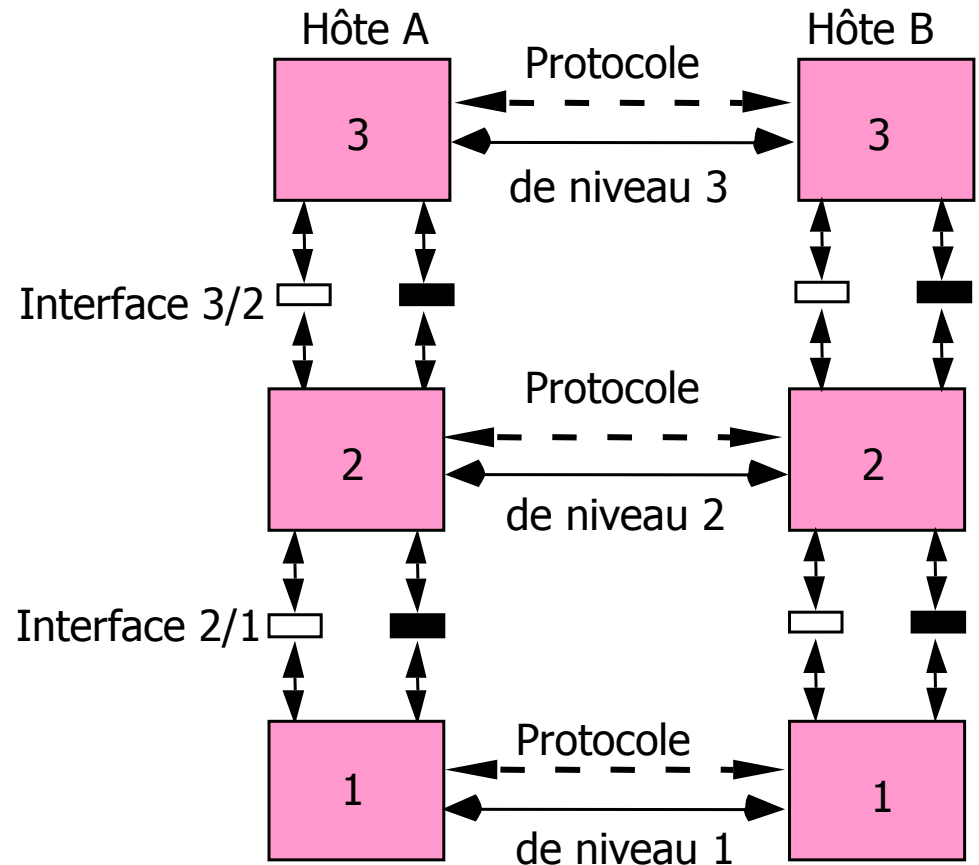 Hôte A
Hôte B
Protocole
3
3
de niveau 3
Interface 3/2
Protocole
2
2
de niveau 2
Interface 2/1
Protocole
1
1
de niveau 1